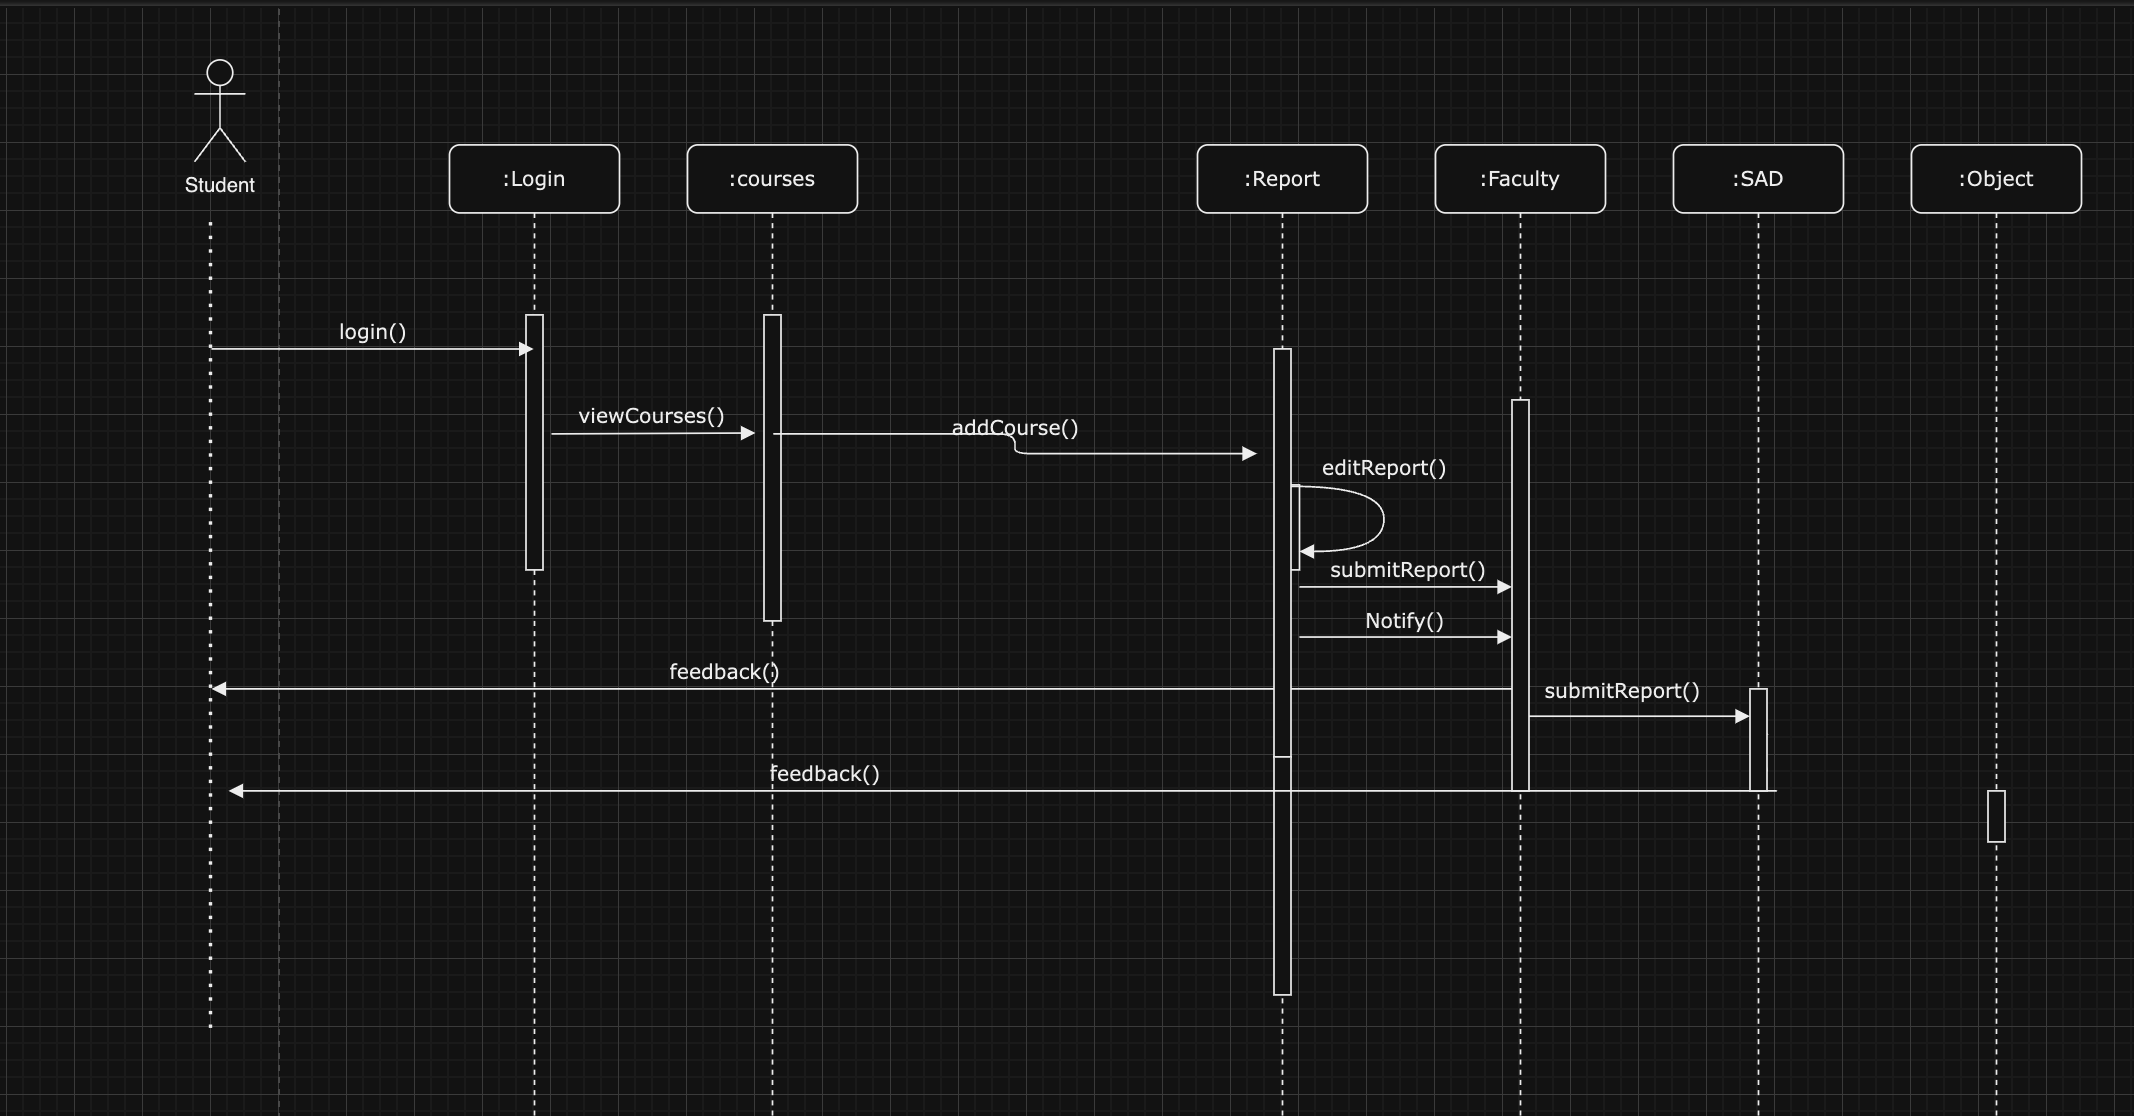 Student
:Login
:courses
:Report
:Faculty
:SAD
:Object
login()
viewCourses()
addCourse()
editReport()
submitReport()
Notify()
feedback()
submitReport()
feedback()